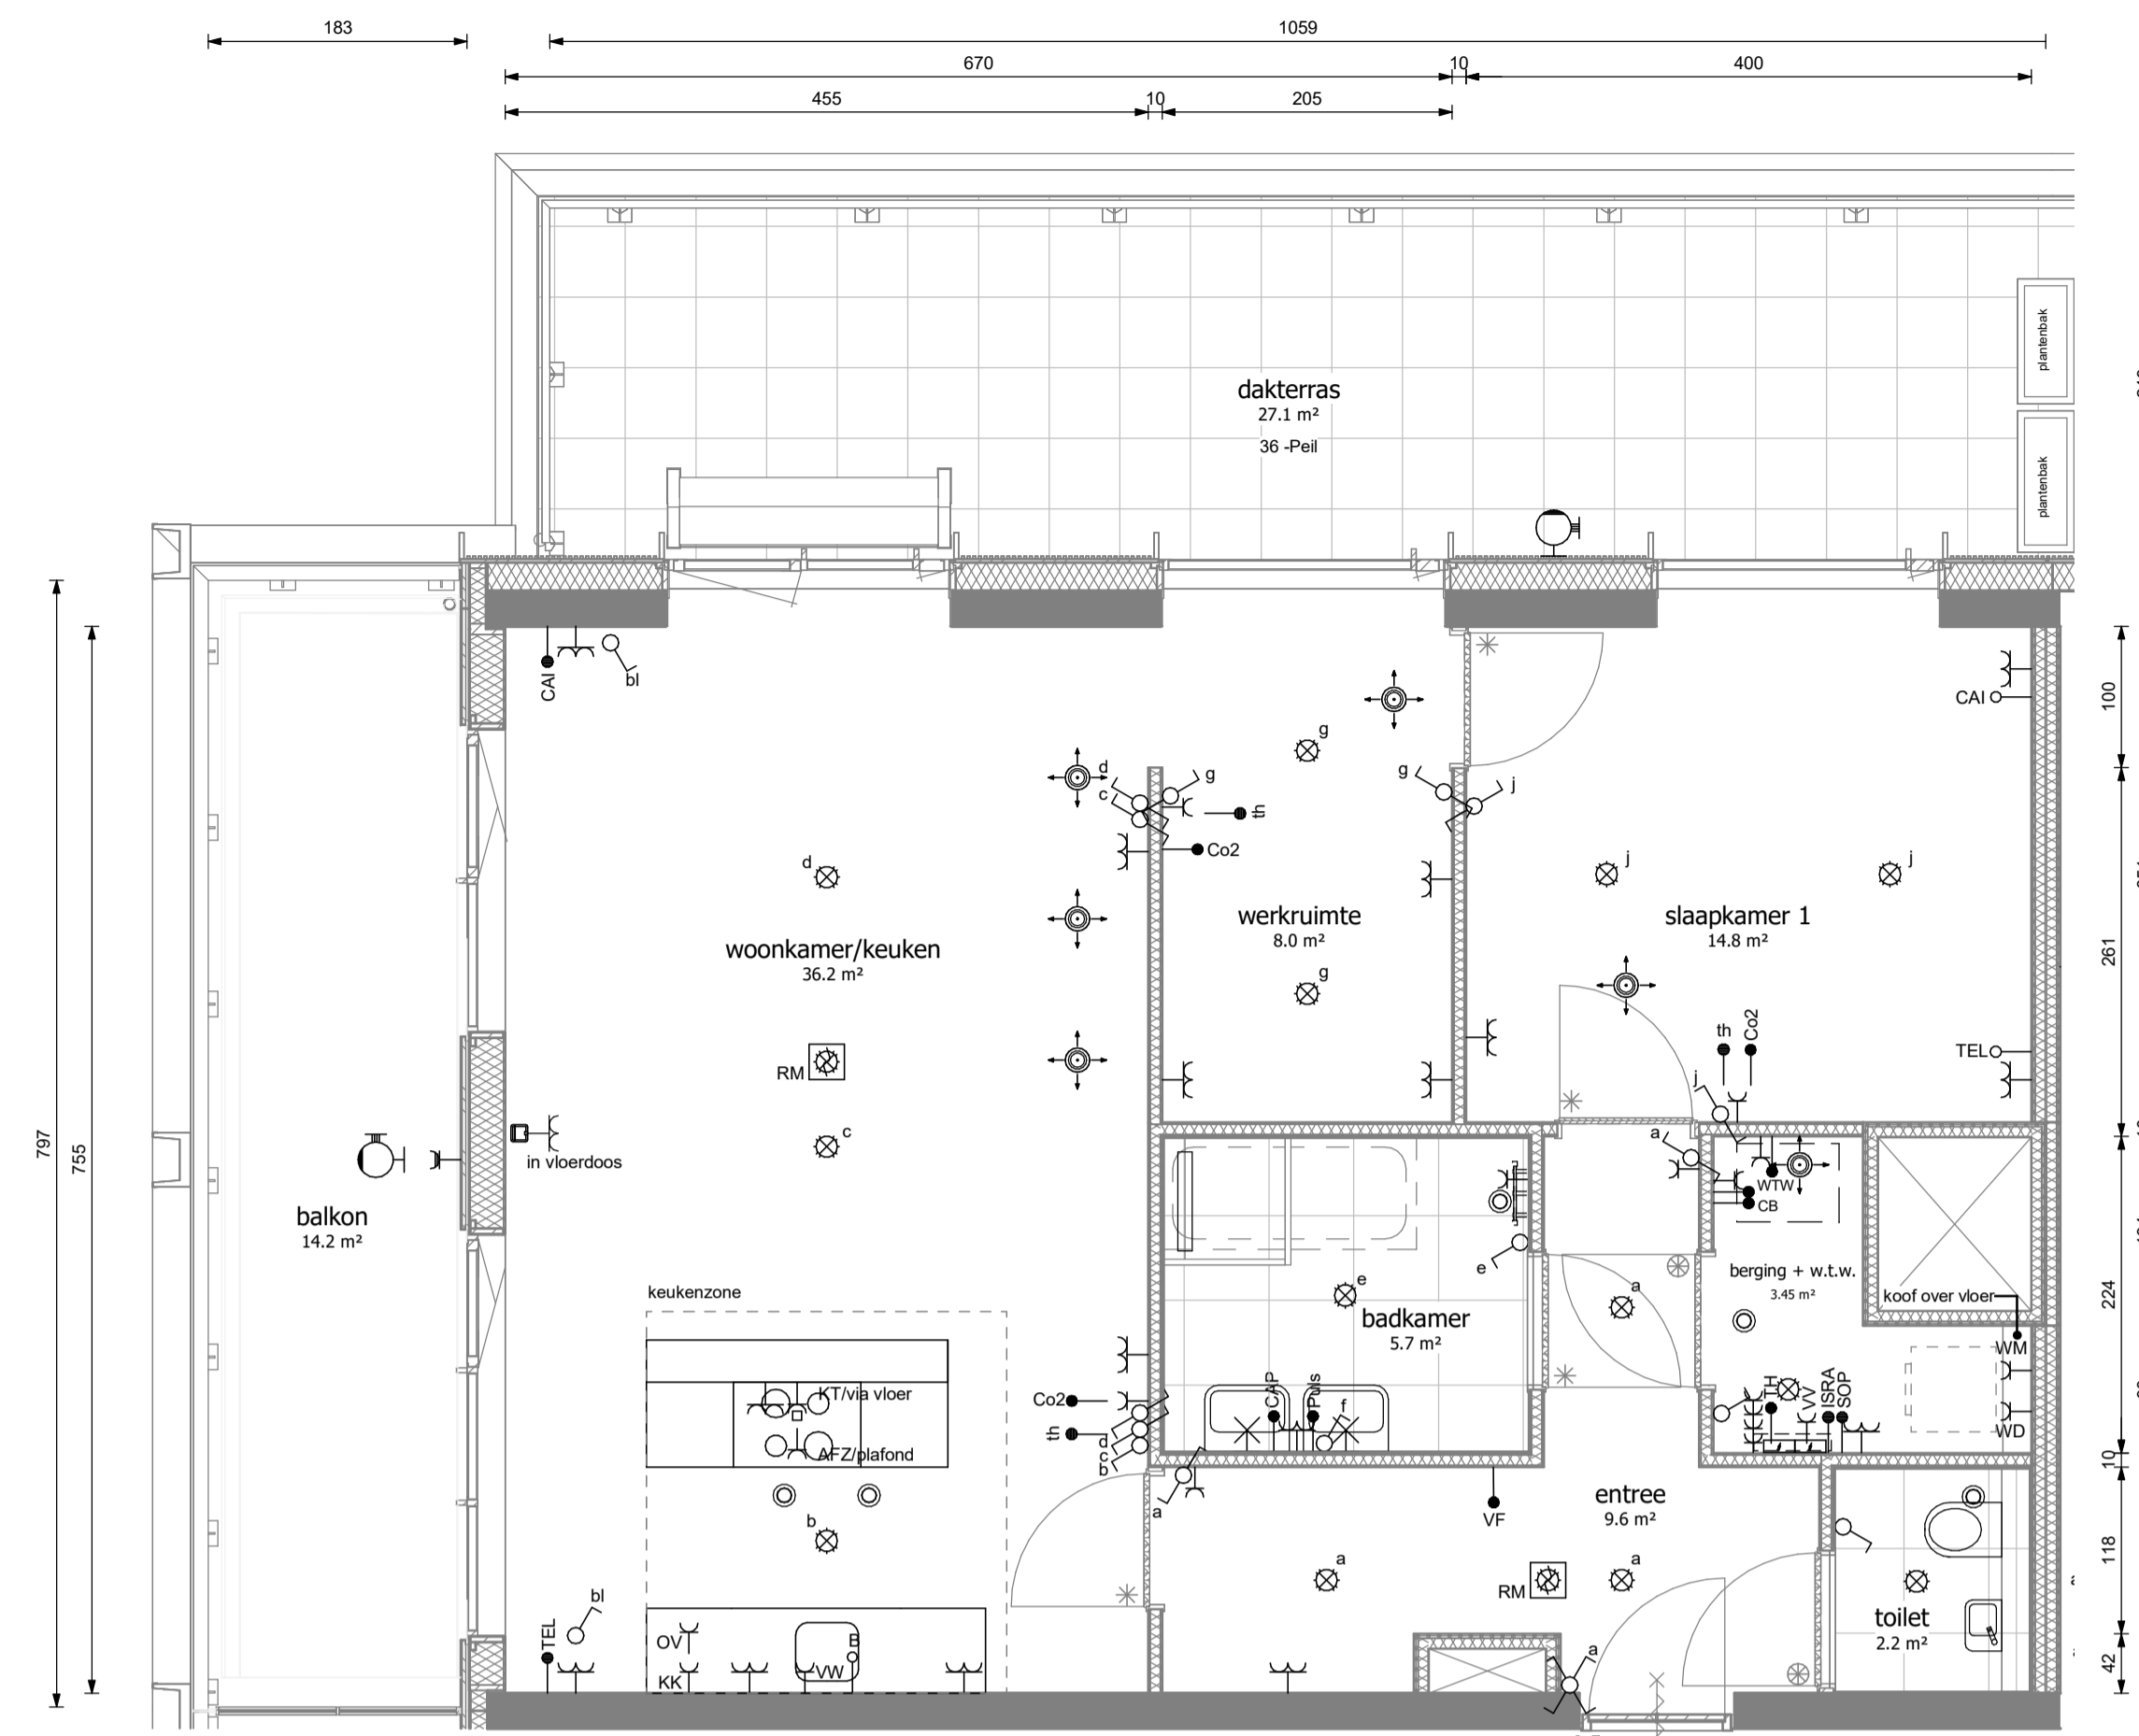 183
1059
670
10
400
455
10
205
dakterras
27.1 m²
36 -Peil
plantenbak
plantenbak
CAI
bl
g
d
c
g
th
Co2
g
j
CAI
100
d
j
j
woonkamer/keuken
36.2 m²
werkruimte
8.0 m²
slaapkamer 1
14.8 m²
261
g
RM
th
Co2
TEL
j
797
755
c
in vloerdoos
a
WTW
CB
balkon
14.2 m²
e
e
a
berging + w.t.w.
3.45 m²
koof over vloer
224
keukenzone
badkamer
5.7 m²
WM
KT/via vloer
AFZ/plafond
Co2
th
d
c
b
CAP
Puls
f
TH
VV
ISRA
SOP
WD
10
a
VF
entree
9.6 m²
b
a
RM
a
118
bl
TEL
OV
KK
B
VW
a
toilet
2.2 m²
42